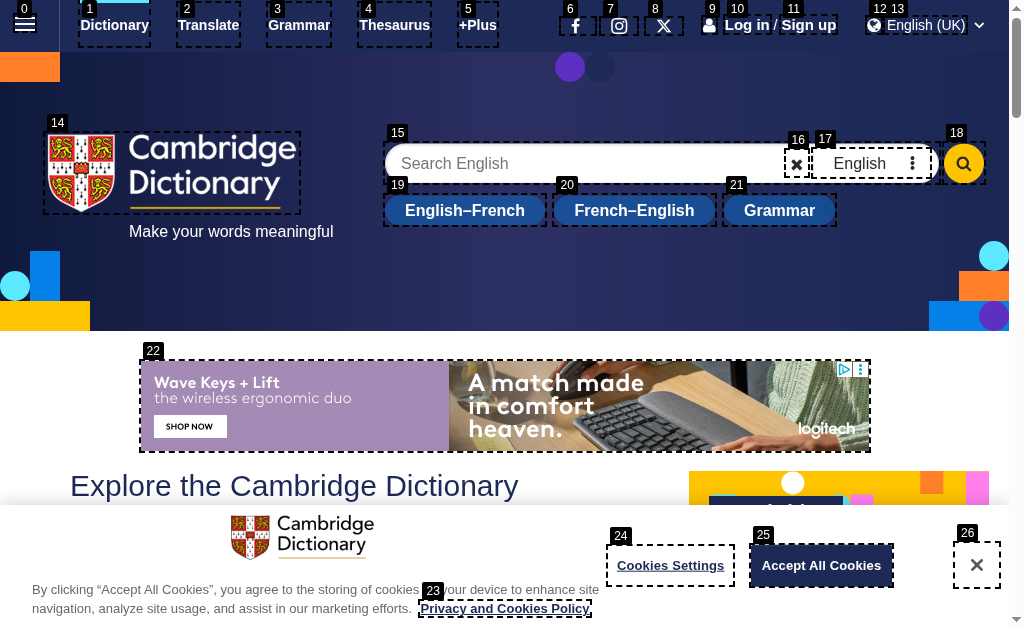 0
1
2
3
4
5
6
7
8
9
10
11
12
13
Dictionary
Translate
Grammar
Thesaurus
+Plus
Log in / Sign up
English (UK)
14
Cambridge
Dictionary
Make your words meaningful
15
16
17
18
Search English
English
19
20
21
English–French
French–English
Grammar
22
Wave Keys + Lift
the wireless ergonomic duo
SHOP NOW
A match made
in comfort
heaven.
logitech
Explore the Cambridge Dictionary
Cambridge
Dictionary
23
24
25
26
By clicking “Accept All Cookies”, you agree to the storing of cookies your device to enhance site
navigation, analyze site usage, and assist in our marketing efforts. Privacy and Cookies Policy
Cookies Settings
Accept All Cookies